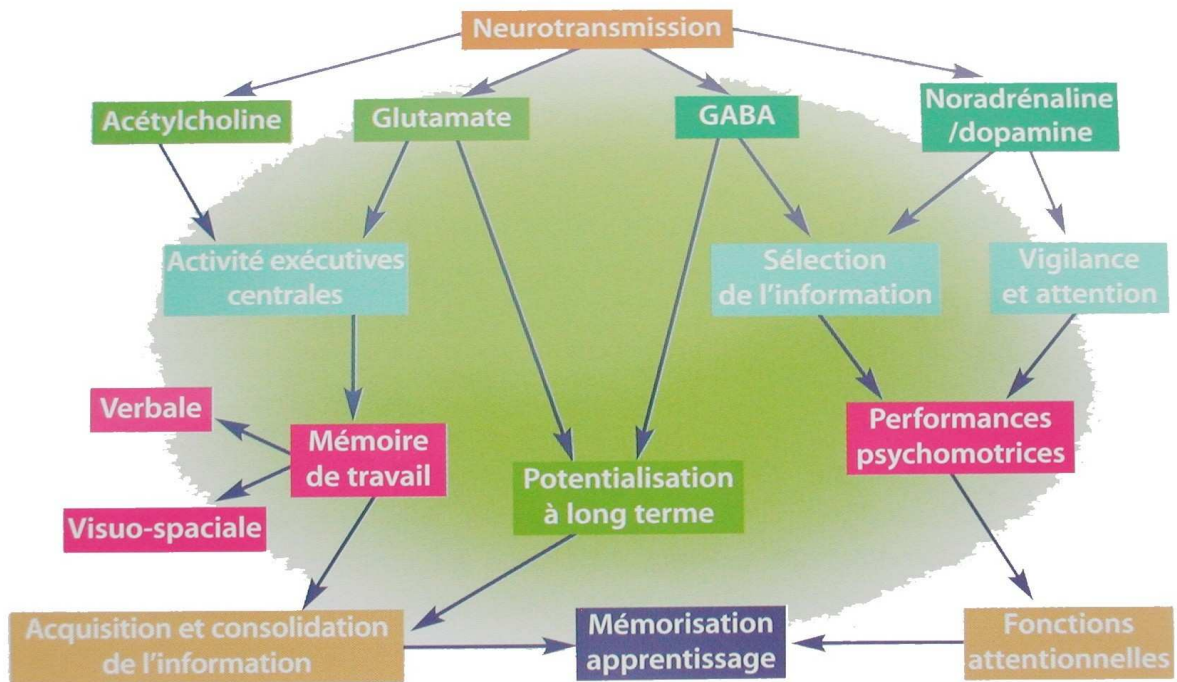 Neurotransmission
Acétylcholine
Glutamate
GABA
Noradrénaline
/dopamine
Activité exécutives
centrales
Sélection
de l'information
Vigilance
et attention
Verbale
Mémoire
de travail
Visuo-spaciale
Potentialisation
à long terme
Performances
psychomotrices
Acquisition et consolidation
de l'information
Mémorisation
apprentissage
Fonctions
attentionnelles